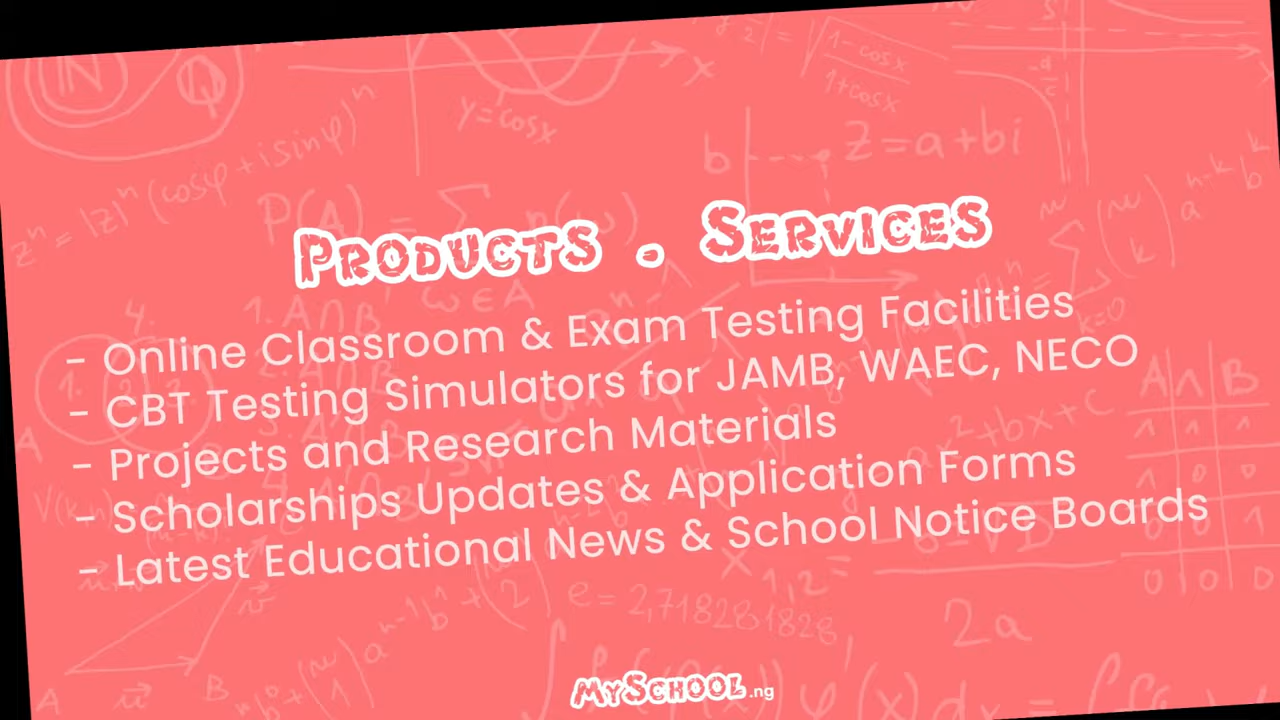 Products . Services
- Online Classroom & Exam Testing Facilities
- CBT Testing Simulators for JAMB, WAEC, NECO
- Projects and Research Materials
- Scholarships Updates & Application Forms
- Latest Educational News & School Notice Boards
MySchool.ng